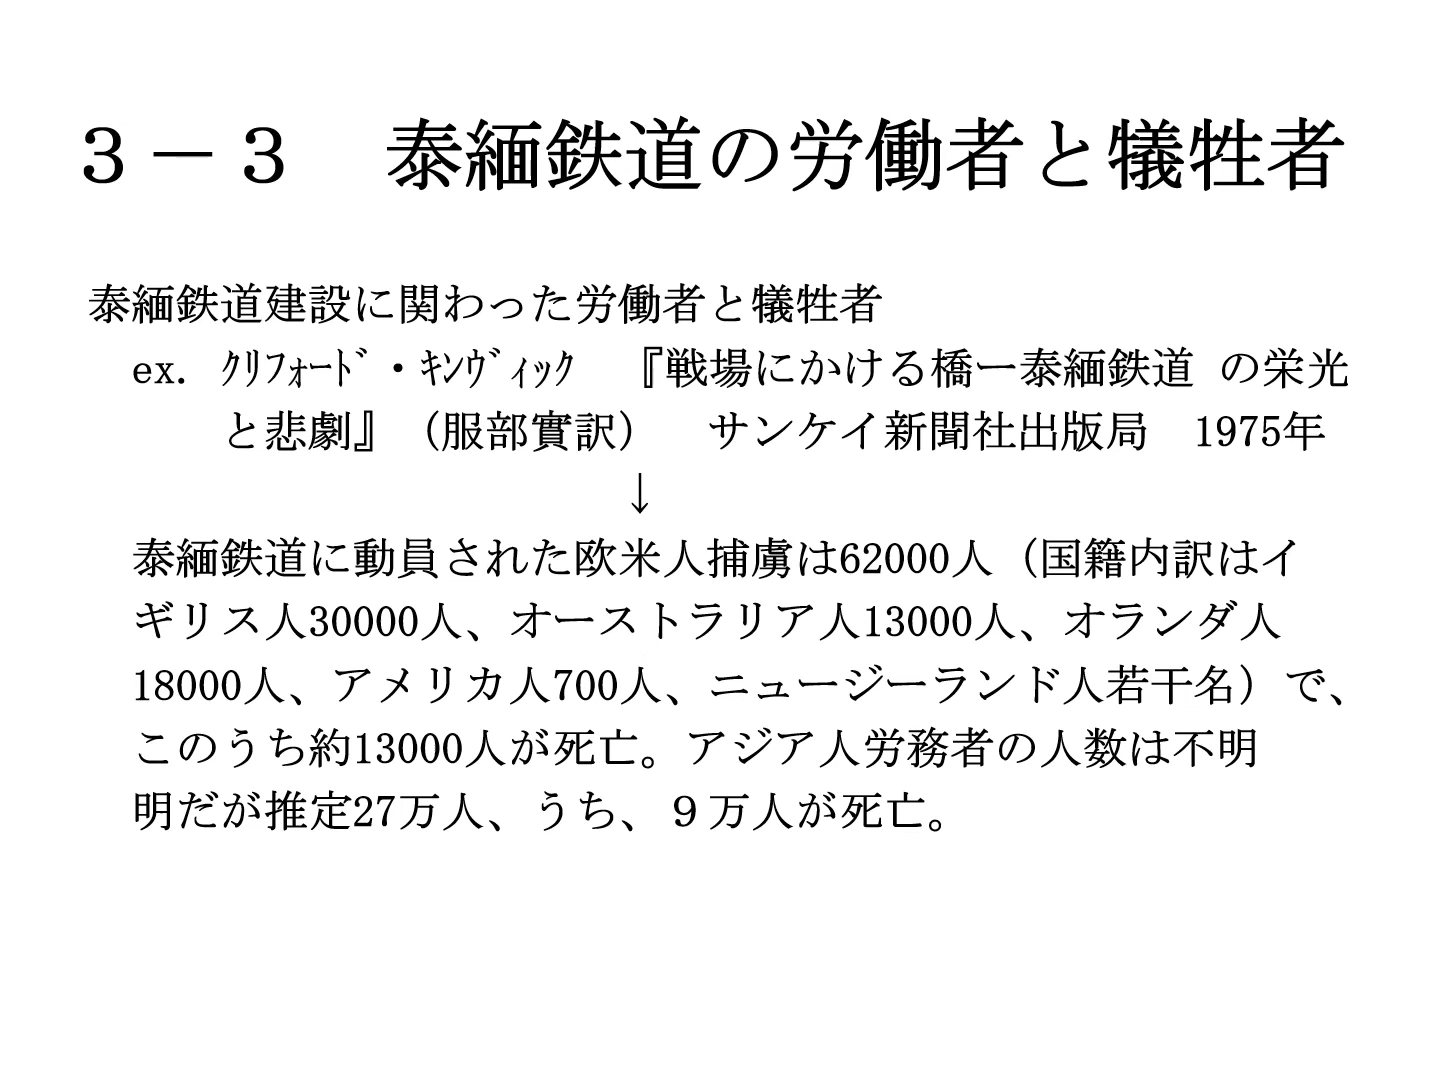 ３－３　泰緬鉄道の労働者と犠牲者
泰緬鉄道建設に関わった労働者と犠牲者
ex. ｸﾘﾌｫｰﾄﾞ・ｷﾝｳﾞｨｯｸ　『戦場にかける橋ー泰緬鉄道 の栄光
と悲劇』（服部實訳）　サンケイ新聞社出版局　1975年
↓
泰緬鉄道に動員された欧米人捕虜は62000人（国籍内訳はイ
ギリス人30000人、オーストラリア人13000人、オランダ人
18000人、アメリカ人700人、ニュージーランド人若干名）で、
このうち約13000人が死亡。アジア人労務者の人数は不明
明だが推定27万人、うち、９万人が死亡。